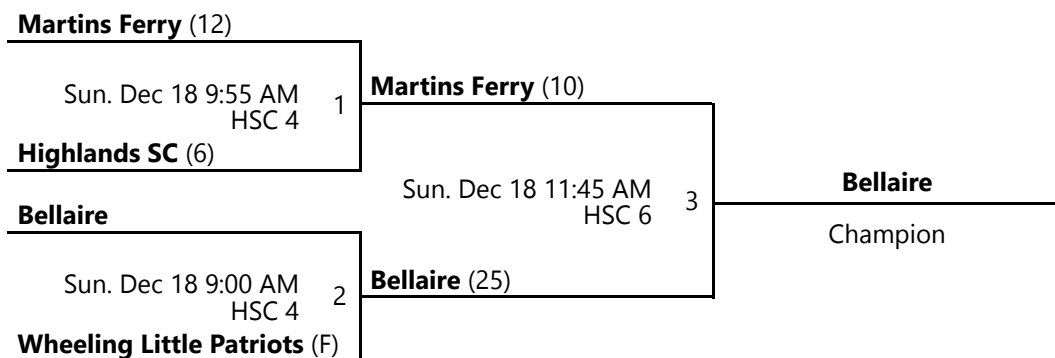 Martins Ferry (12)
Sun. Dec 18 9:55 AM
HSC 4
1
Highlands SC (6)
Martins Ferry (10)
Bellaire
Sun. Dec 18 9:00 AM
HSC 4
2
Wheeling Little Patriots (F)
Bellaire (25)
Sun. Dec 18 11:45 AM
HSC 6
3
Bellaire
Champion